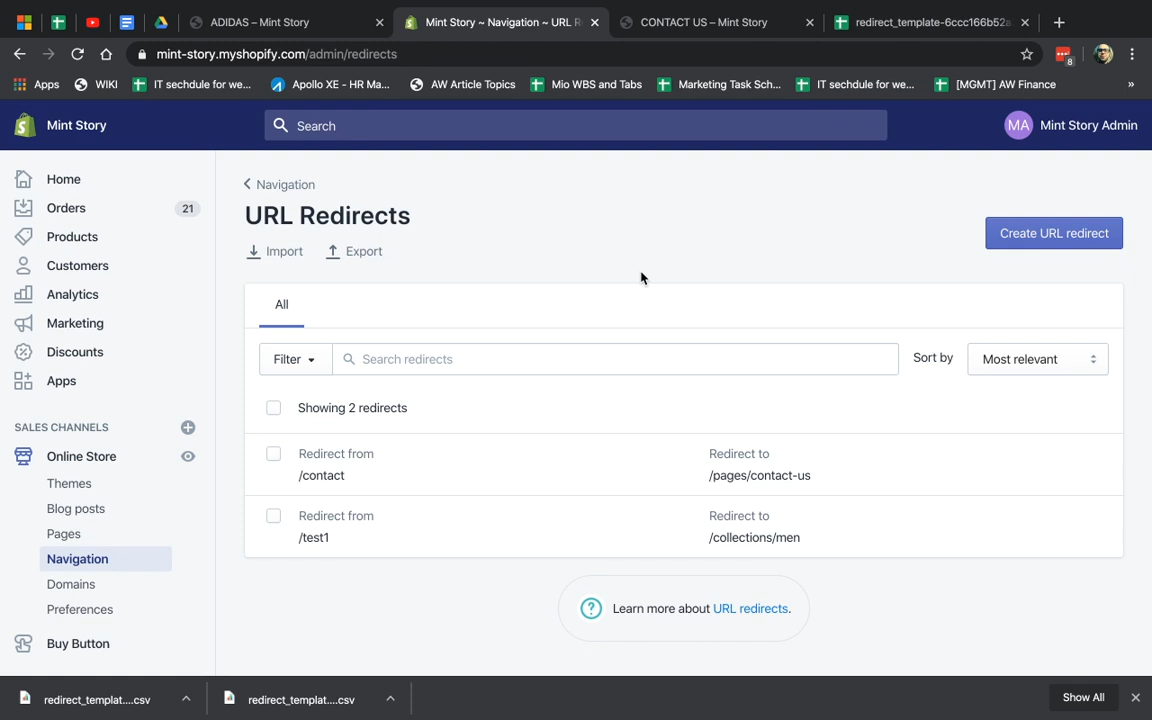 ADIDAS – Mint Story
Mint Story ~ Navigation ~ URL R
CONTACT US – Mint Story
redirect_template-6ccc166b52a
mint-story.myshopify.com/admin/redirects
8
Apps
WIKI
IT sechdule for we...
Apollo XE - HR Ma...
AW Article Topics
Mio WBS and Tabs
Marketing Task Sch...
IT sechdule for we...
[MGMT] AW Finance
»
Mint Story
Search
MA
Mint Story Admin
Home
Orders
21
Products
Customers
Analytics
Marketing
Discounts
Apps
SALES CHANNELS
Online Store
Themes
Blog posts
Pages
Navigation
Domains
Preferences
Buy Button
Navigation
URL Redirects
Import
Export
Create URL redirect
All
Filter
Search redirects
Sort by
Most relevant
Showing 2 redirects
Redirect from
/contact
Redirect to
/pages/contact-us
Redirect from
/test1
Redirect to
/collections/men
? Learn more about URL redirects.
redirect_templat....csv
redirect_templat....csv
Show All